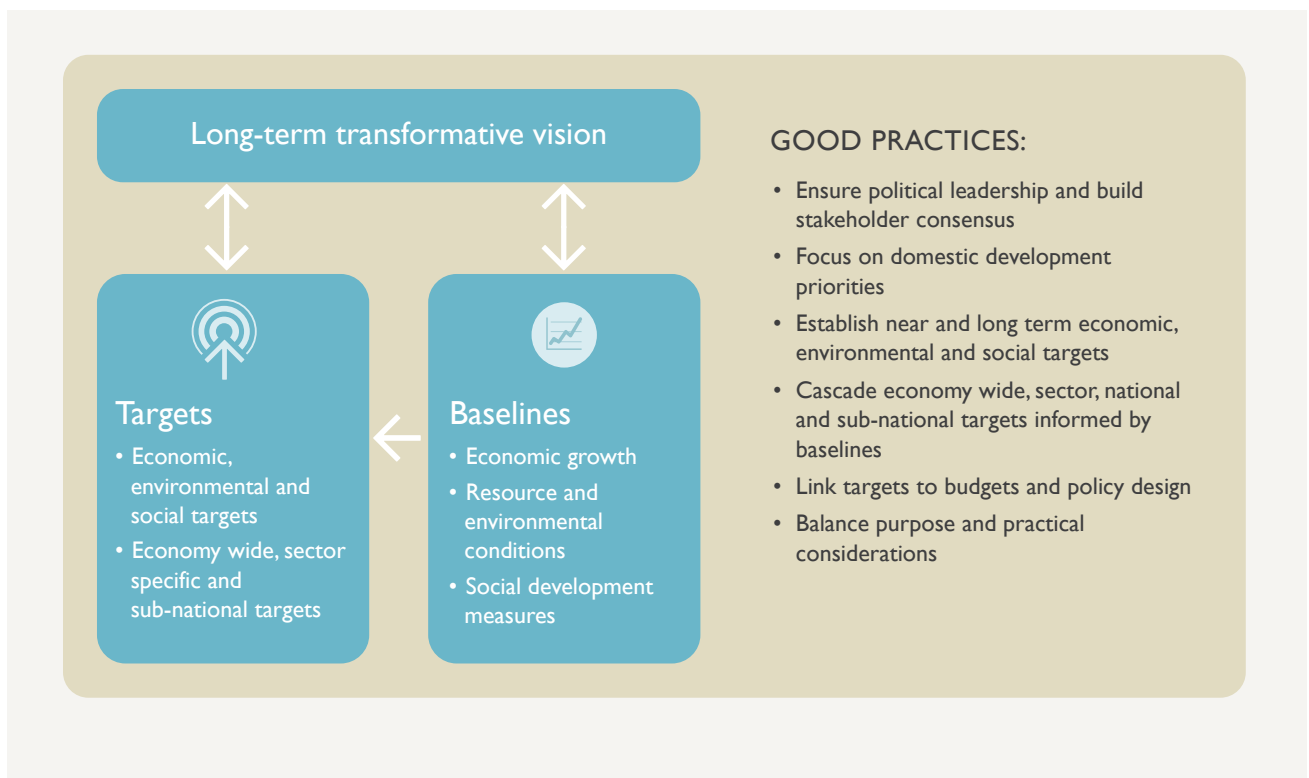 Long-term transformative vision
Targets
• Economic,
environmental and
social targets
• Economy wide, sector
specific and
sub-national targets
Baselines
• Economic growth
• Resource and
environmental
conditions
• Social development
measures
GOOD PRACTICES:
• Ensure political leadership and build
stakeholder consensus
• Focus on domestic development
priorities
• Establish near and long term economic,
environmental and social targets
• Cascade economy wide, sector, national
and sub-national targets informed by
baselines
• Link targets to budgets and policy design
• Balance purpose and practical
considerations